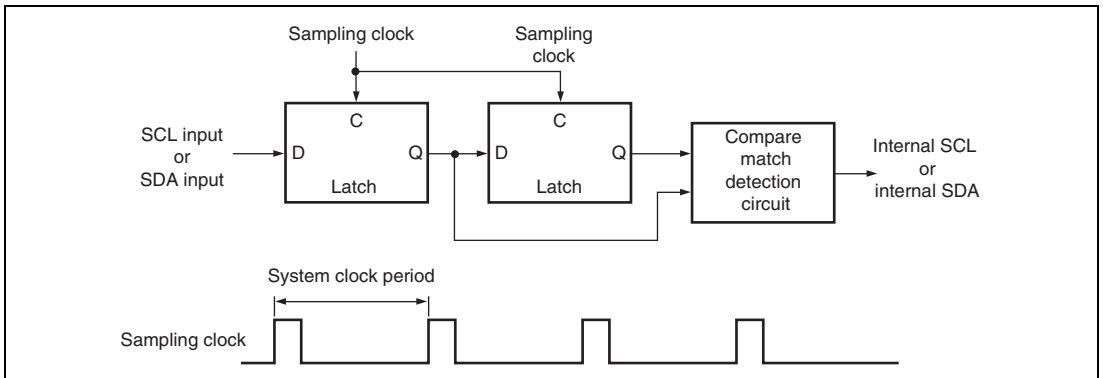 Sampling clock
Sampling
clock
C
C
SCL input
or
SDA input
D
Q
D
Q
Latch
Latch
Compare
match
detection
circuit
Internal SCL
or
internal SDA
System clock period
Sampling clock